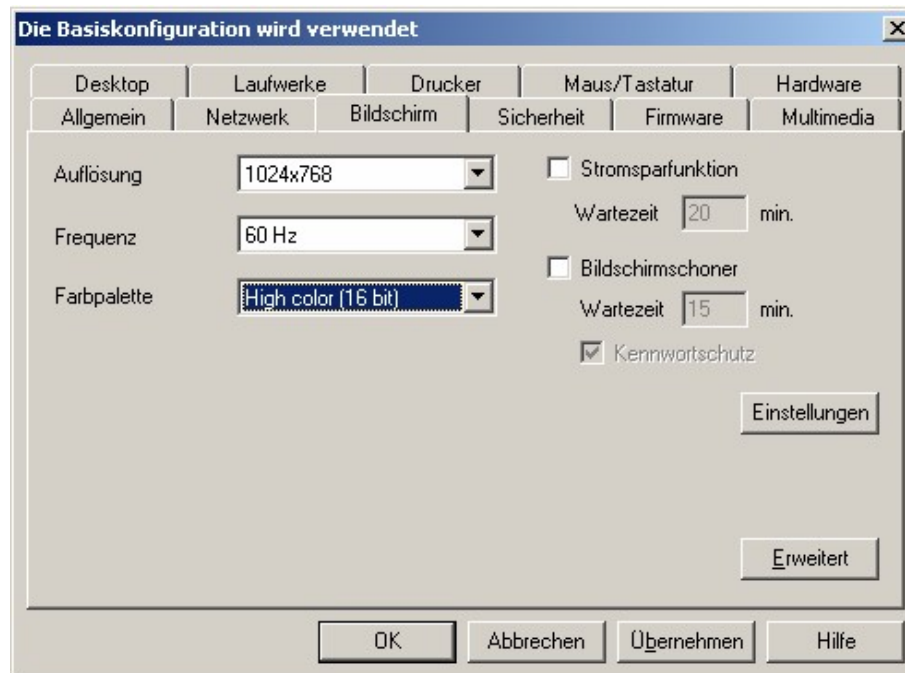 Die Basiskonfiguration wird verwendet
Desktop Laufwerke Drucker Maus/Tastatur Hardware
Allgemein Netzwerk Bildschirm Sicherheit Firmware Multimedia
Auflösung 1024x768 Stromsparfunktion
Wartezeit 20 min.
Frequenz 60 Hz
Bildschirmschoner
Farbpalette High color (16 bit)
Wartezeit 15 min.
Kennwortschutz
Einstellungen
Erweitert
OK Abbrechen Übernehmen Hilfe